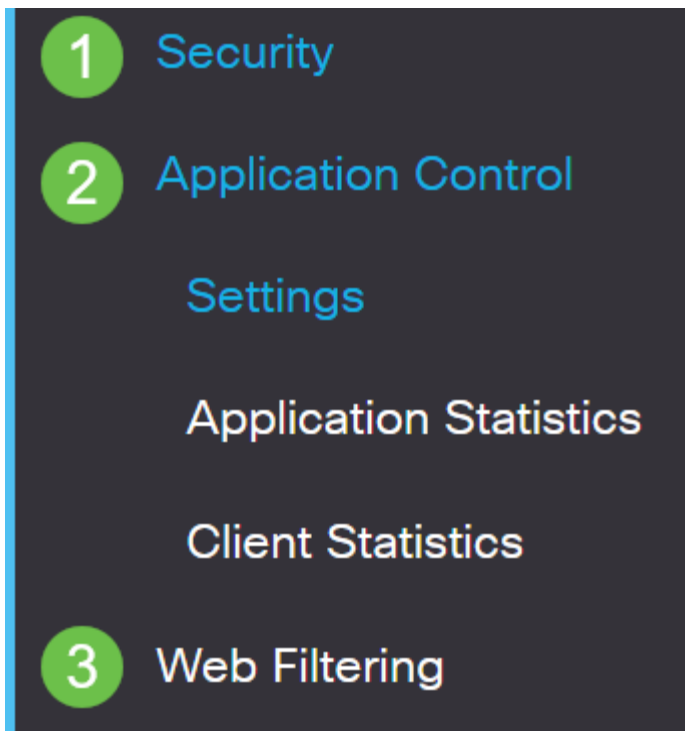 1 Security
2 Application Control
Settings
Application Statistics
Client Statistics
3 Web Filtering